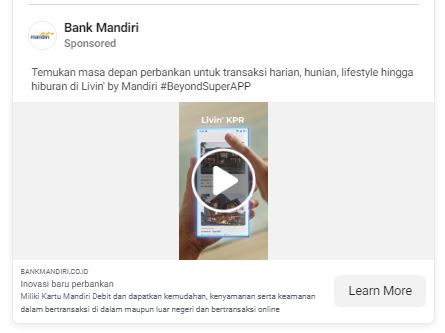 mandiri
Bank Mandiri
Sponsored
Temukan masa depan perbankan untuk transaksi harian, hunian, lifestyle hingga
hiburan di Livin' by Mandiri #BeyondSuperAPP
Livin' KPR
BANKMANDIRI.CO.ID
Inovasi baru perbankan
Miliki Kartu Mandiri Debit dan dapatkan kemudahan, kenyamanan serta keamanan
dalam bertransaksi di dalam maupun luar negeri dan bertransaksi online
Learn More